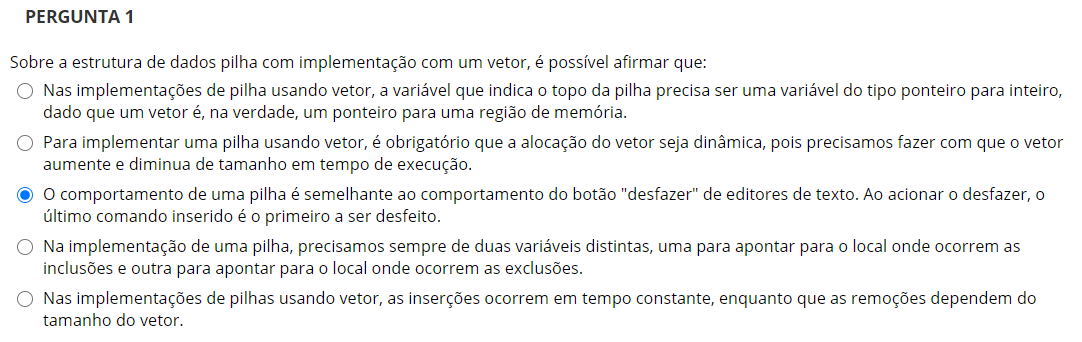 PERGUNTA 1
Sobre a estrutura de dados pilha com implementação com um vetor, é possível afirmar que:
Nas implementações de pilha usando vetor, a variável que indica o topo da pilha precisa ser uma variável do tipo ponteiro para inteiro,
dado que um vetor é, na verdade, um ponteiro para uma região de memória.
Para implementar uma pilha usando vetor, é obrigatório que a alocação do vetor seja dinâmica, pois precisamos fazer com que o vetor
aumente e diminua de tamanho em tempo de execução.
O comportamento de uma pilha é semelhante ao comportamento do botão "desfazer" de editores de texto. Ao acionar o desfazer, o
último comando inserido é o primeiro a ser desfeito.
Na implementação de uma pilha, precisamos sempre de duas variáveis distintas, uma para apontar para o local onde ocorrem as
inclusões e outra para apontar para o local onde ocorrem as exclusões.
Nas implementações de pilhas usando vetor, as inserções ocorrem em tempo constante, enquanto que as remoções dependem do
tamanho do vetor.